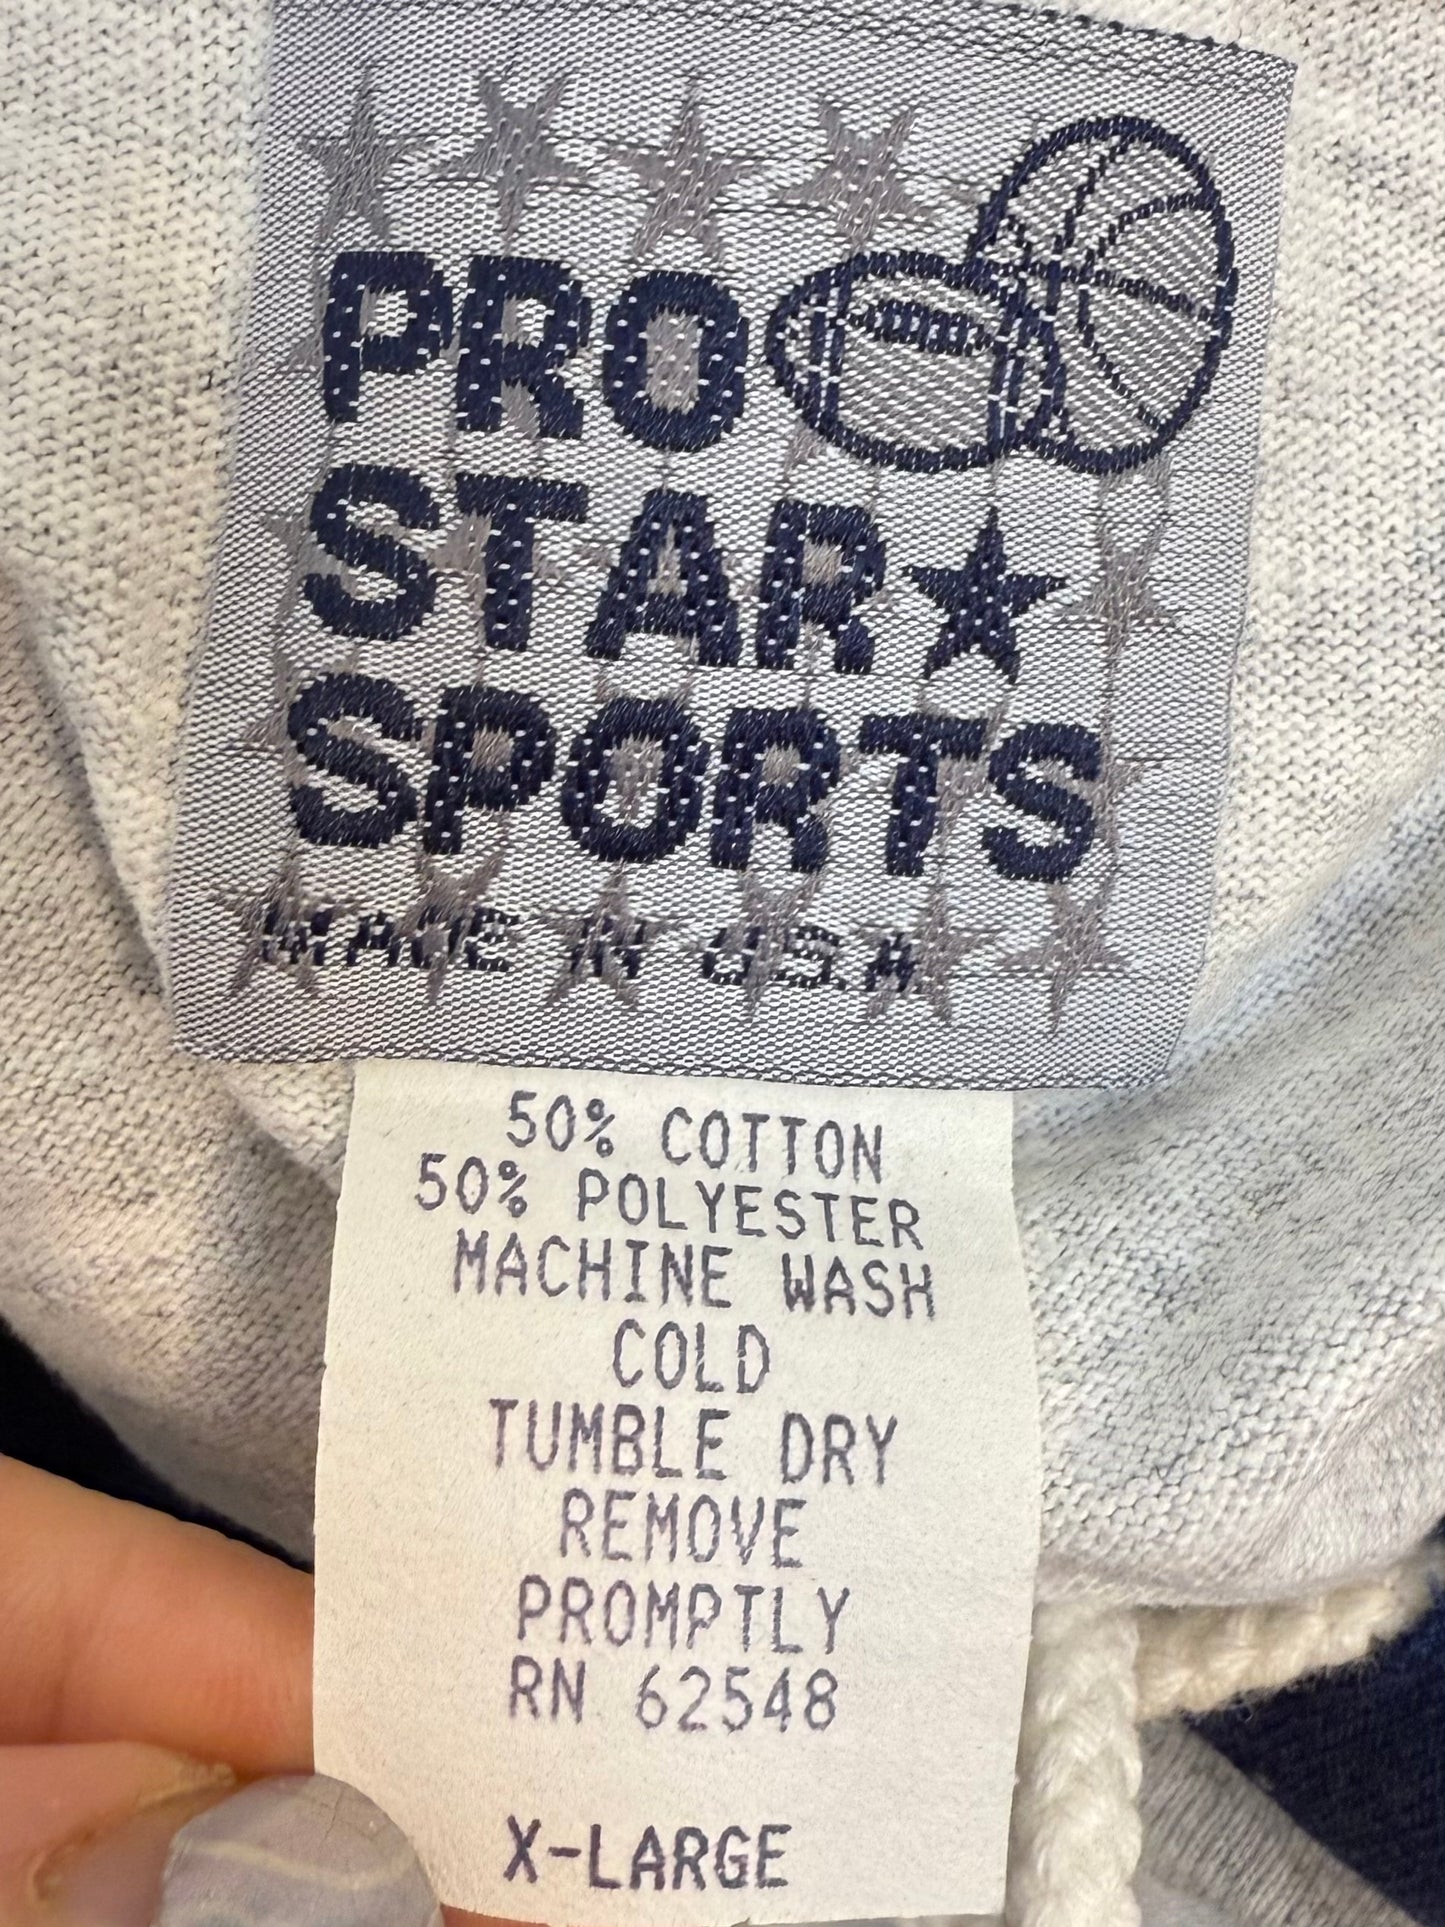 PRO
STAR★
SPORTS
MADE IN U.S.A.
50% COTTON
50% POLYESTER
MACHINE WASH
COLD
TUMBLE DRY
REMOVE
PROMPTLY
RN 62548
X-LARGE